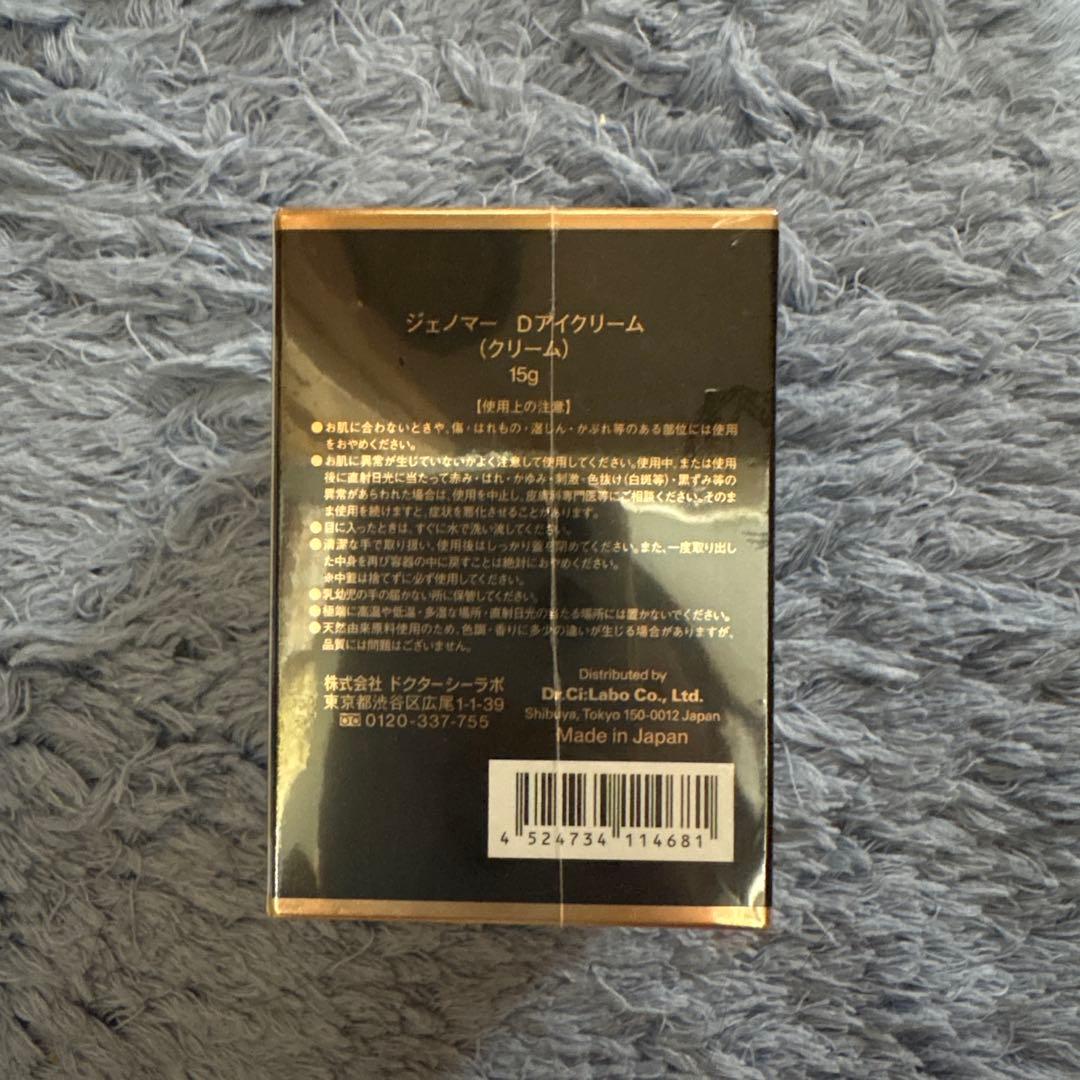 ジェノマー Dアイクリーム
(クリーム)
15g
【使用上の注意】
●お肌に合わないときや、傷・はれもの・湿しん・かぶれ等のある部位には使用
をおやめください。
●お肌に異常が生じていないかよく注意して使用してください。使用中、または使用
後に直射日光に当たって赤み・はれ・かゆみ・刺激・色抜け(白斑等)・黒ずみ等の
異常があらわれた場合は、使用を中止し、皮膚科専門医等にご相談ください。そのま
ま使用を続けますと、症状を悪化させることがあります。
●目に入ったときは、すぐに水で洗い流してください。
●清潔な手で取り扱い、使用後はしっかり蓋を閉めてください。また、一度取り出し
た中身を再び容器の中に戻すことは絶対におやめください。
※中蓋は捨てずに必ず使用してください。
●乳幼児の手の届かない所に保管してください。
●極端に高温や低温・多湿な場所・直射日光の当たる場所には置かないでください。
●天然由来原料使用のため、色調・香りに多少の違いが生じる場合がありますが、
品質には問題はございません。
株式会社 ドクターシーラボ
東京都渋谷区広尾1-1-39
0120-337-755
Distributed by
Dr.Ci:Labo Co., Ltd.
Shibuya, Tokyo 150-0012 Japan
Made in Japan
4 524734 114681